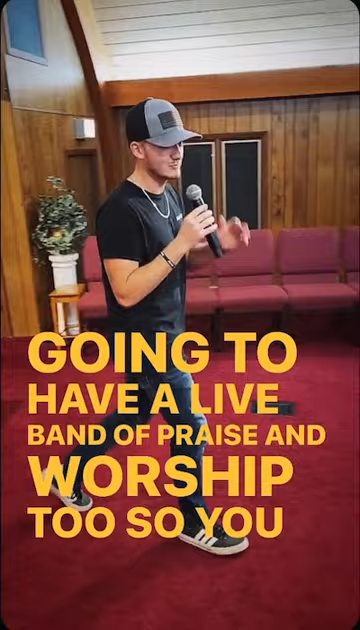 GOING TO
HAVE A LIVE
BAND OF PRAISE AND
WORSHIP
TOO SO YOU